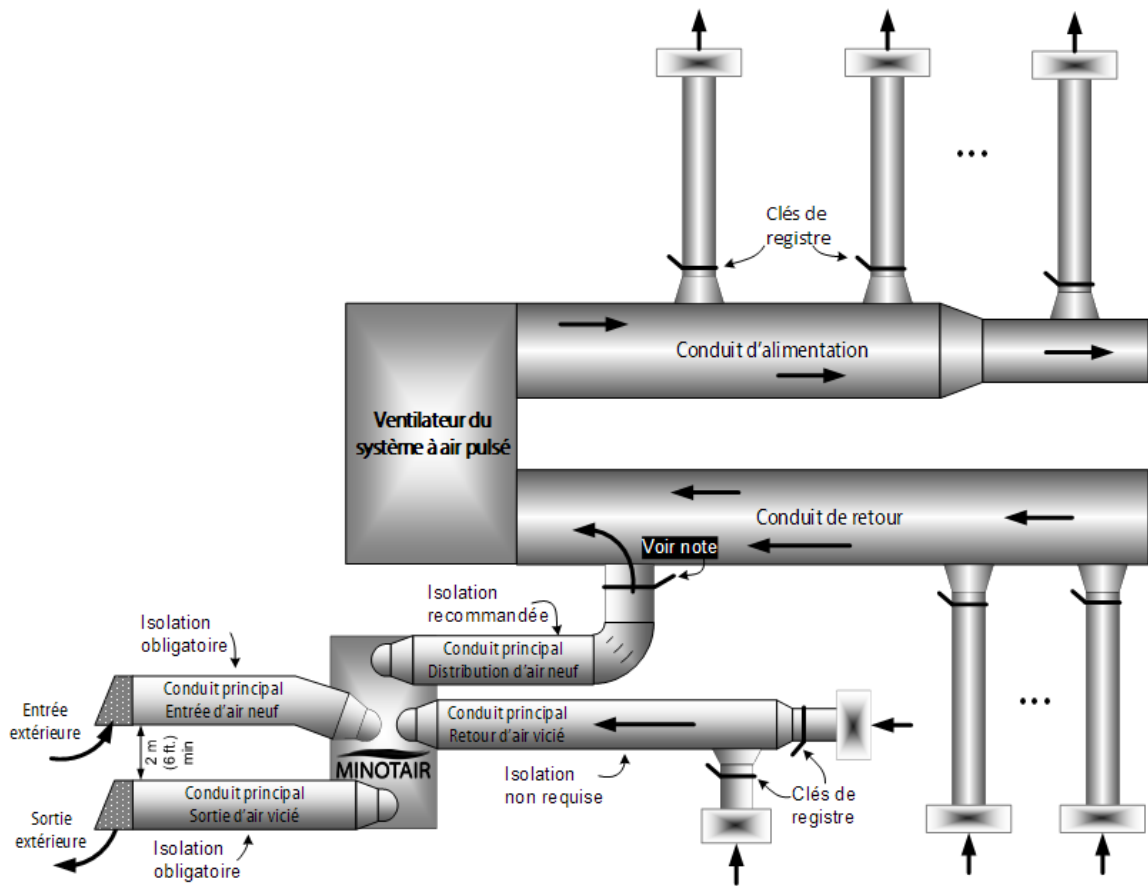 Clés de
registre
Conduit d'alimentation
Ventilateur du
système à air pulsé
Conduit de retour
Voir note
Isolation
recommandée
Isolation
obligatoire
Conduit principal
Distribution d'air neuf
Conduit principal
Entrée d'air neuf
Entrée
extérieure
2 m
(6 ft.)
min
Conduit principal
Retour d'air vicié
MINOTAIR
Isolation
non requise
Clés de
registre
Conduit principal
Sortie d'air vicié
Sortie
extérieure
Isolation
obligatoire